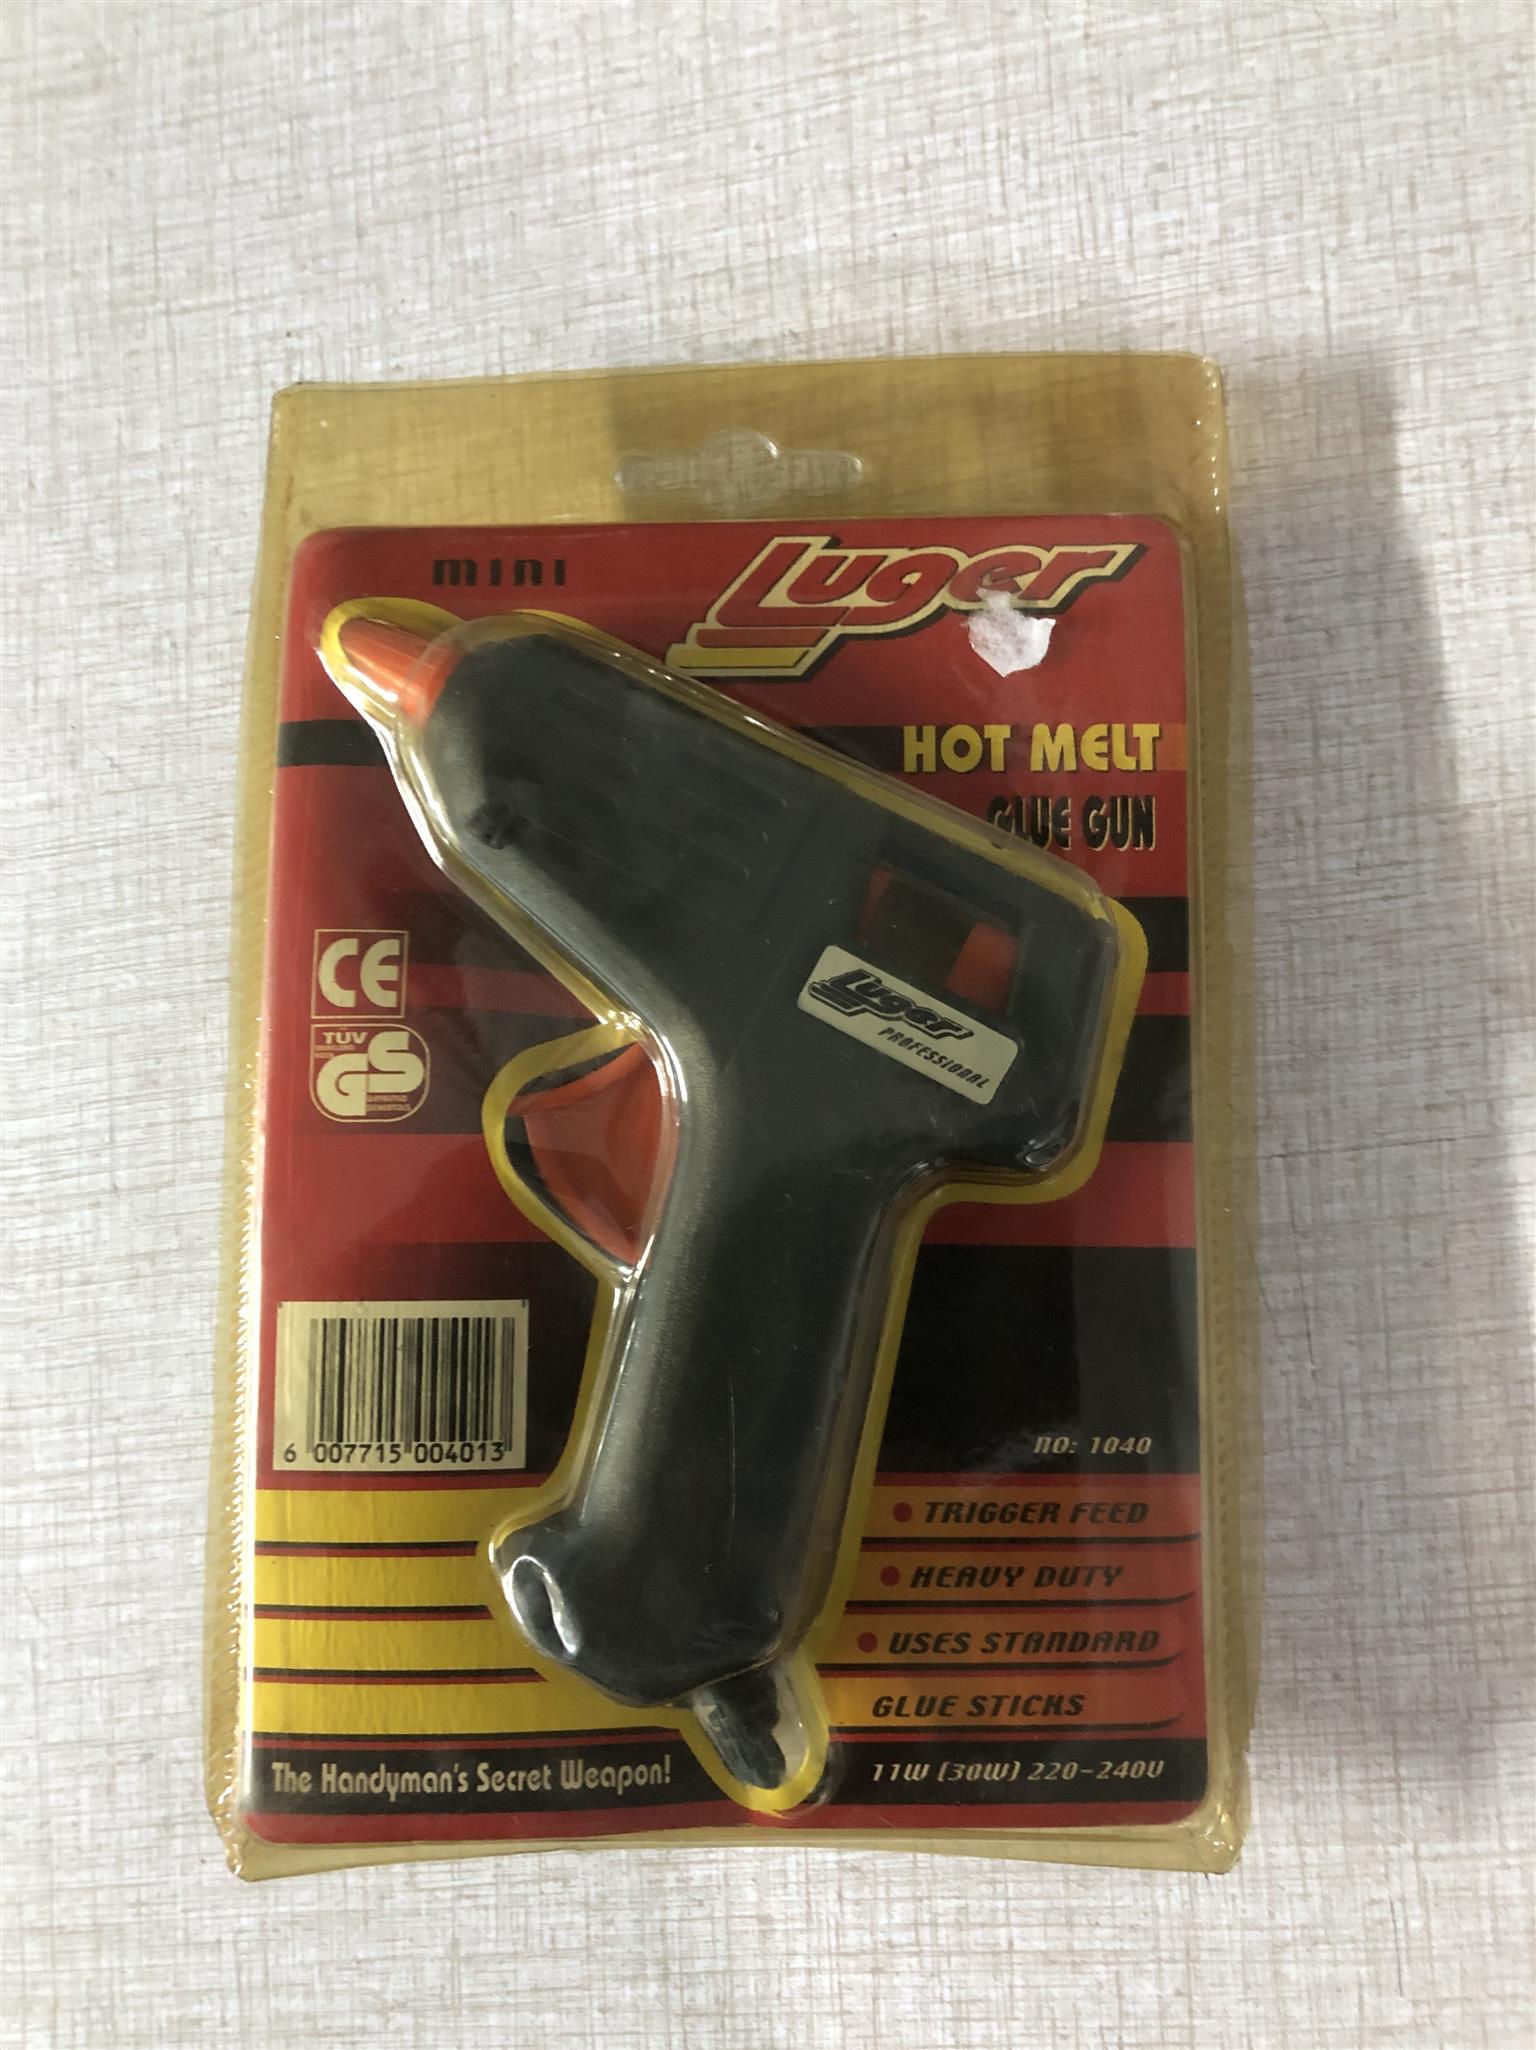 mini
Luger
HOT MELT
GLUE GUN
CE
TÜV
GS
Luger
PROFESSIONAL
6 007715 004013
NO: 1040
• TRIGGER FEED
• HEAVY DUTY
• USES STANDARD
GLUE STICKS
The Handyman's Secret Weapon!
11W (30W) 220-240V